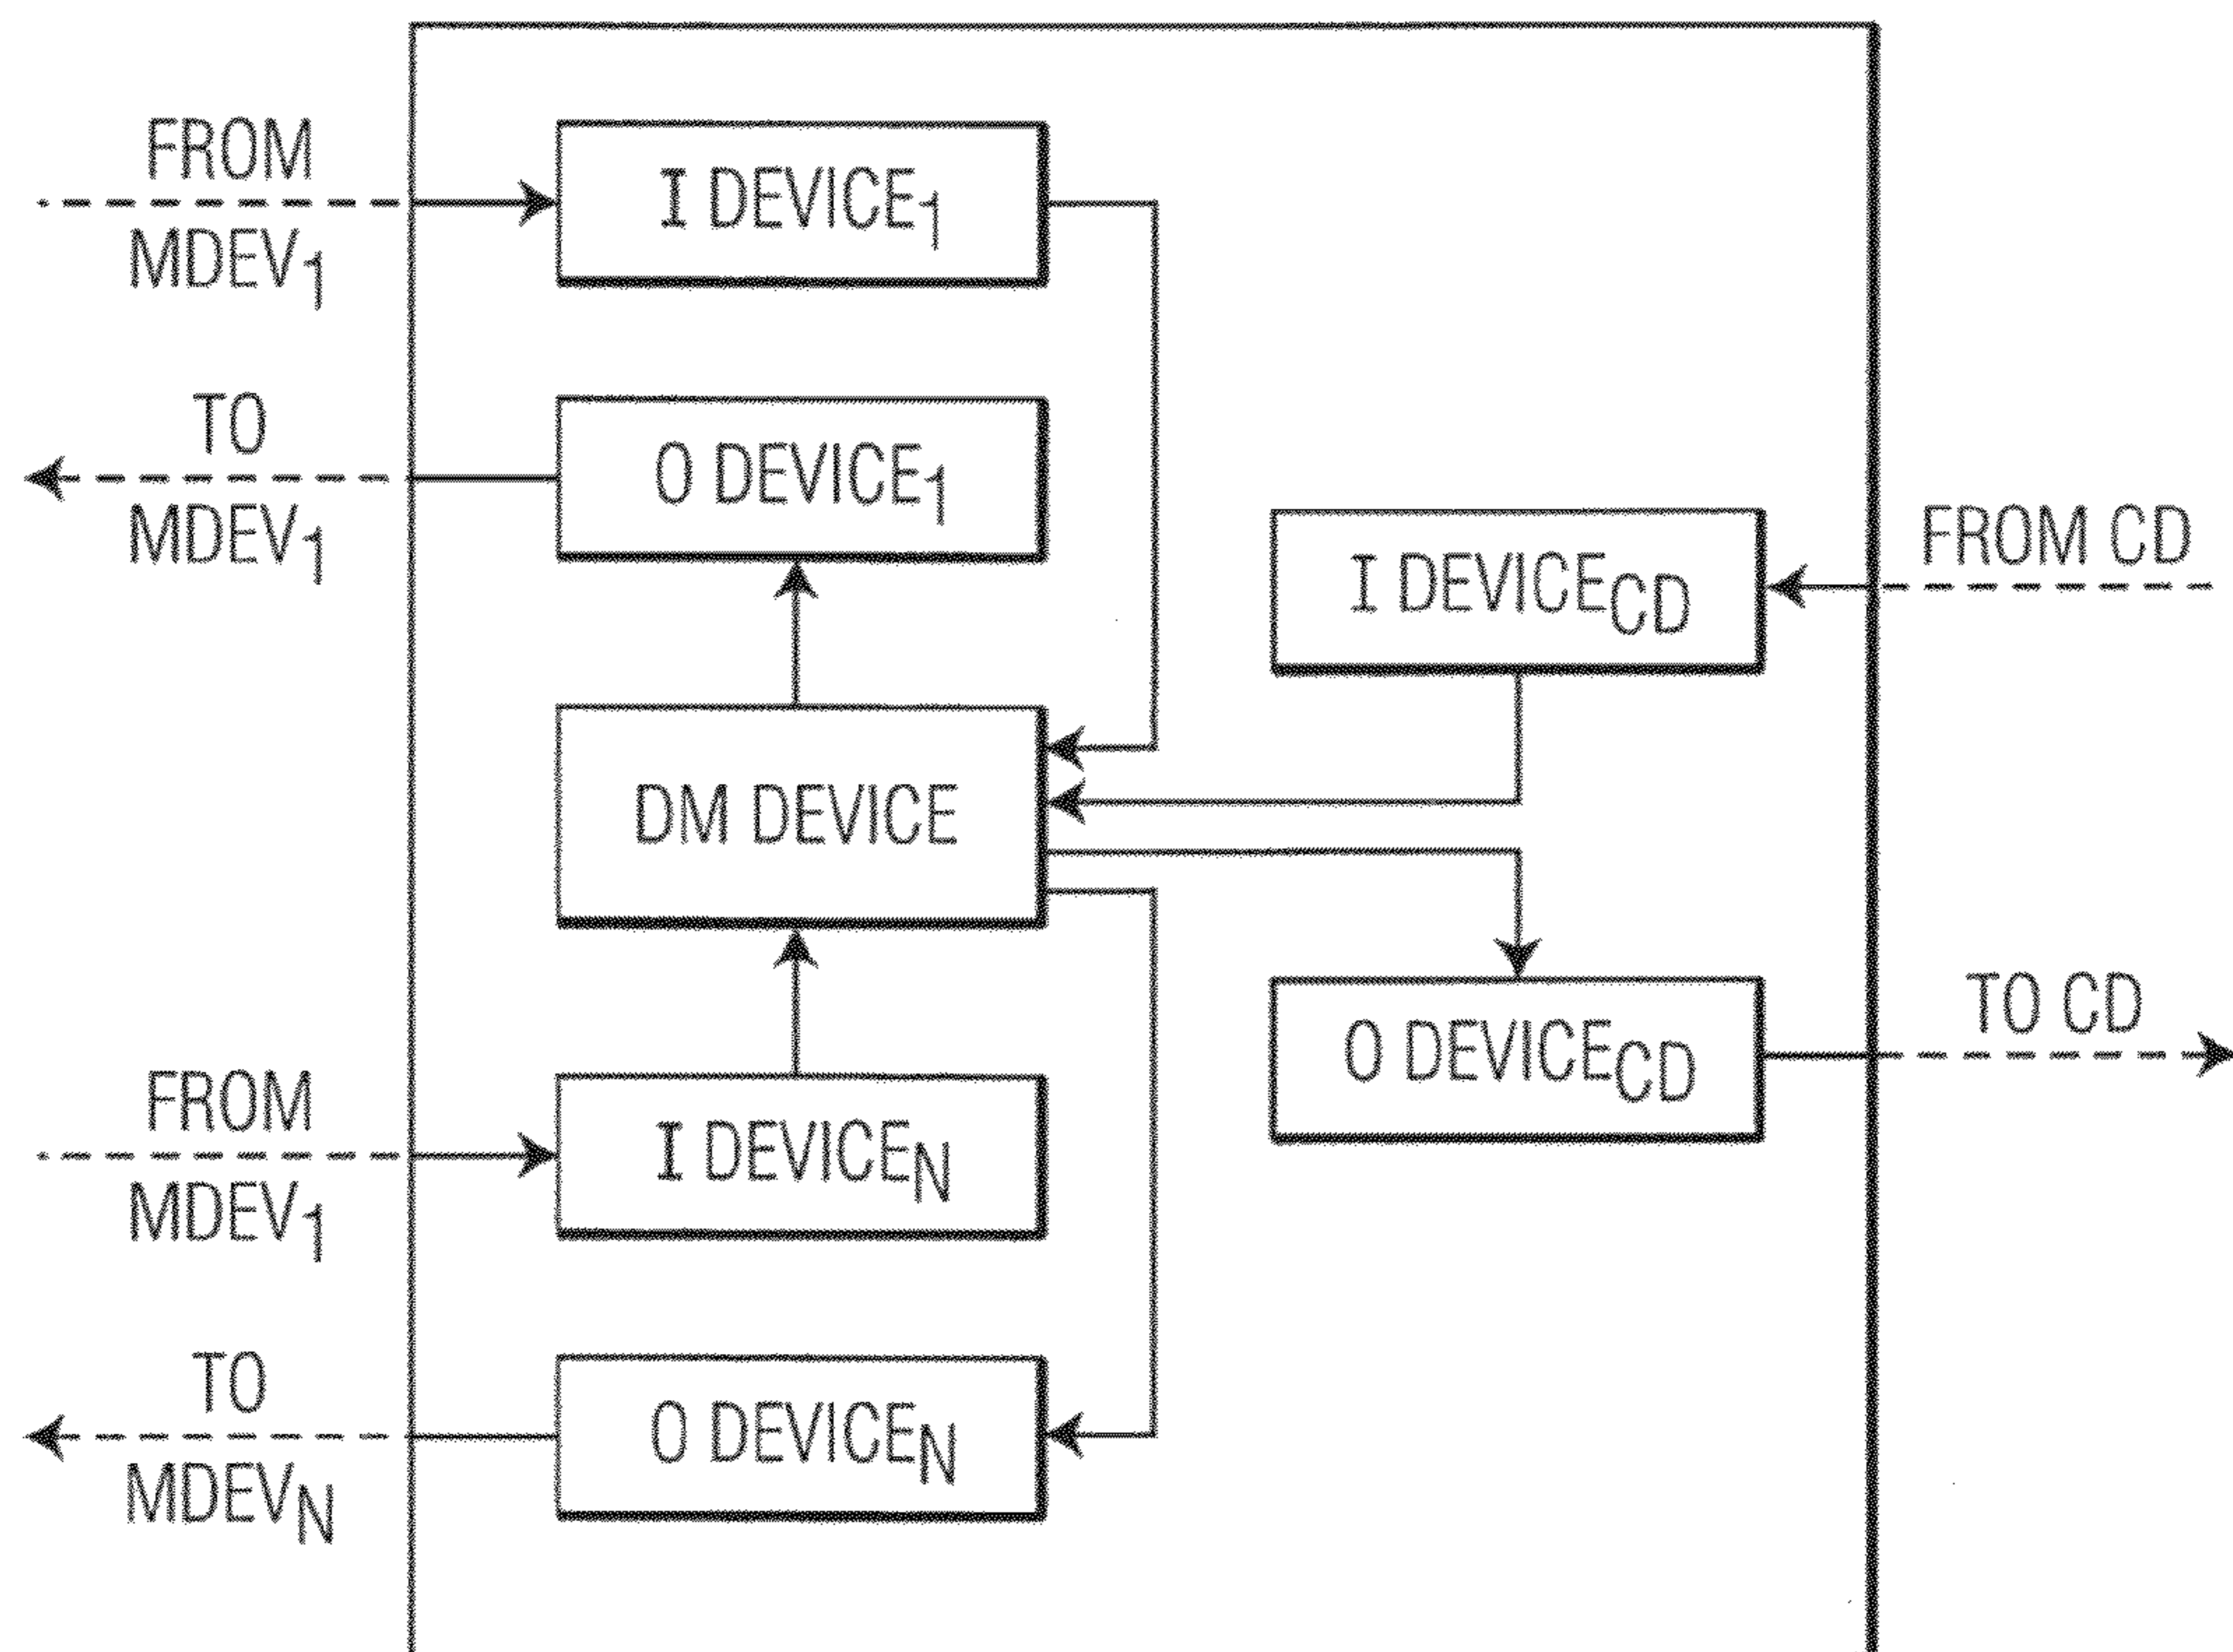 FROM
MDEV1
I DEVICE1
TO
MDEV1
O DEVICE1
I DEVICECD
FROM CD
DM DEVICE
O DEVICECD
TO CD
FROM
MDEV1
I DEVICEN
TO
MDEVN
O DEVICEN